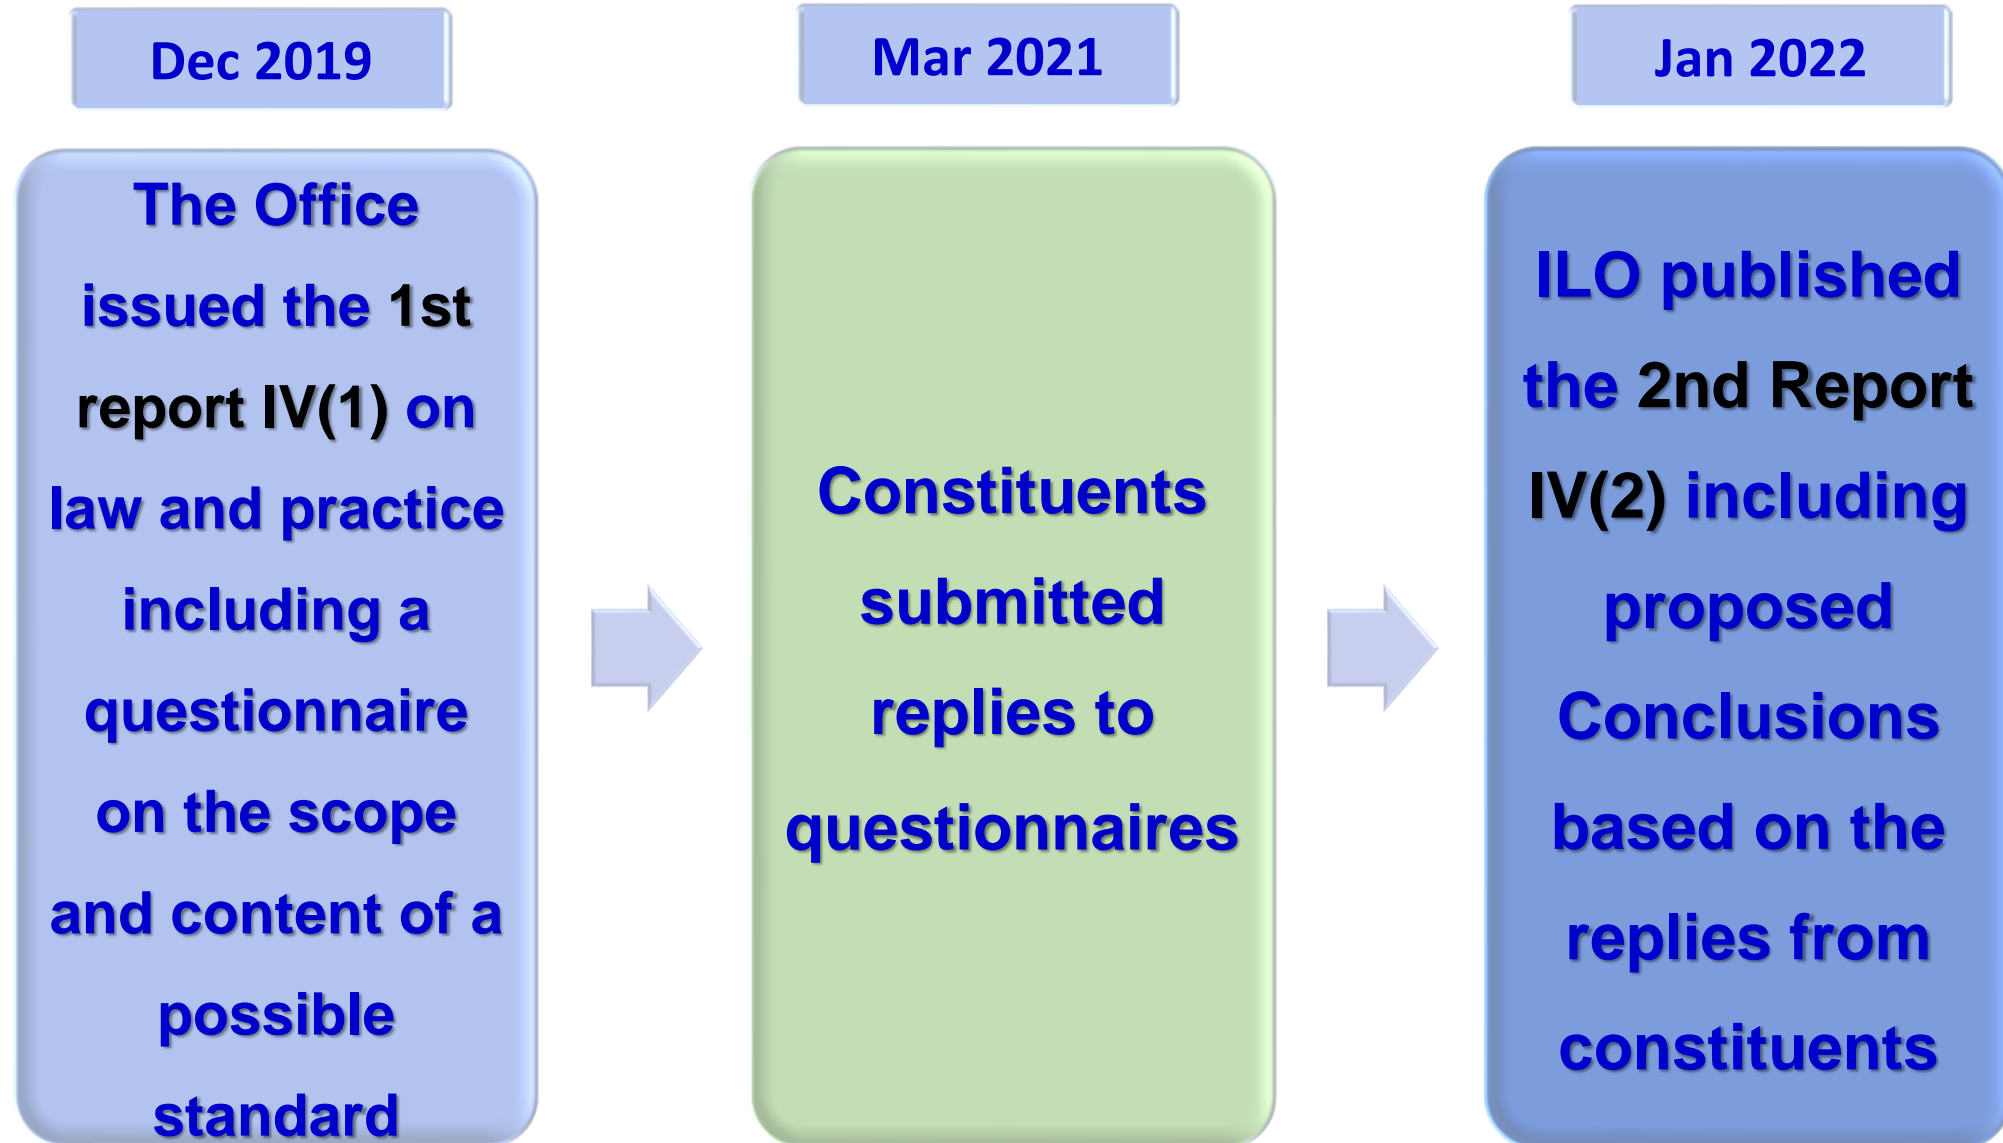 Dec 2019
The Office
issued the 1st
report IV(1) on
law and practice
including a
questionnaire
on the scope
and content of a
possible
standard
Mar 2021
Constituents
submitted
replies to
questionnaires
Jan 2022
ILO published
the 2nd Report
IV(2) including
proposed
Conclusions
based on the
replies from
constituents